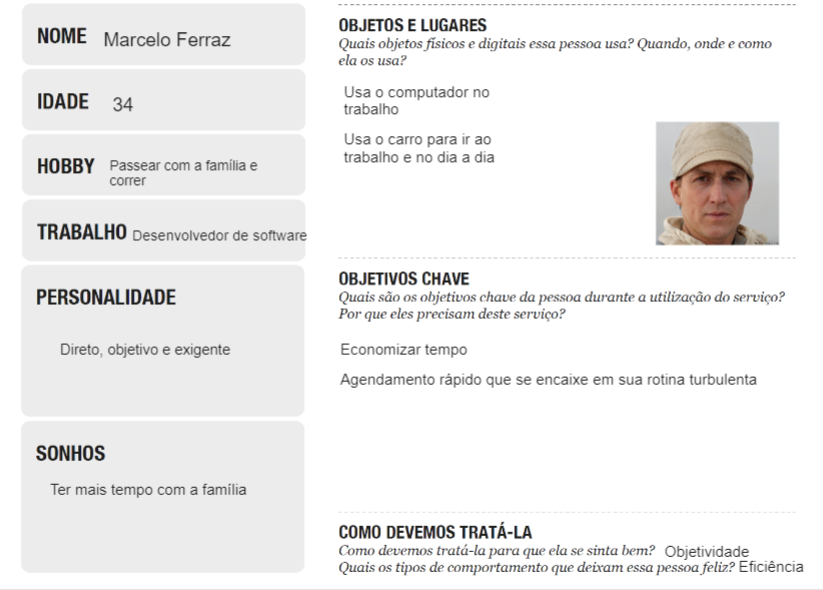 NOME Marcelo Ferraz
IDADE 34
HOBBY Passear com a família e
correr
TRABALHO Desenvolvedor de software
PERSONALIDADE
Direto, objetivo e exigente
SONHOS
Ter mais tempo com a família
OBJETOS E LUGARES
Quais objetos físicos e digitais essa pessoa usa? Quando, onde e como
ela os usa?
Usa o computador no
trabalho
Usa o carro para ir ao
trabalho e no dia a dia
OBJETIVOS CHAVE
Quais são os objetivos chave da pessoa durante a utilização do serviço?
Por que eles precisam deste serviço?
Economizar tempo
Agendamento rápido que se encaixe em sua rotina turbulenta
COMO DEVEMOS TRATÁ-LA
Como devemos tratá-la para que ela se sinta bem? Objetividade
Quais os tipos de comportamento que deixam essa pessoa feliz? Eficiência